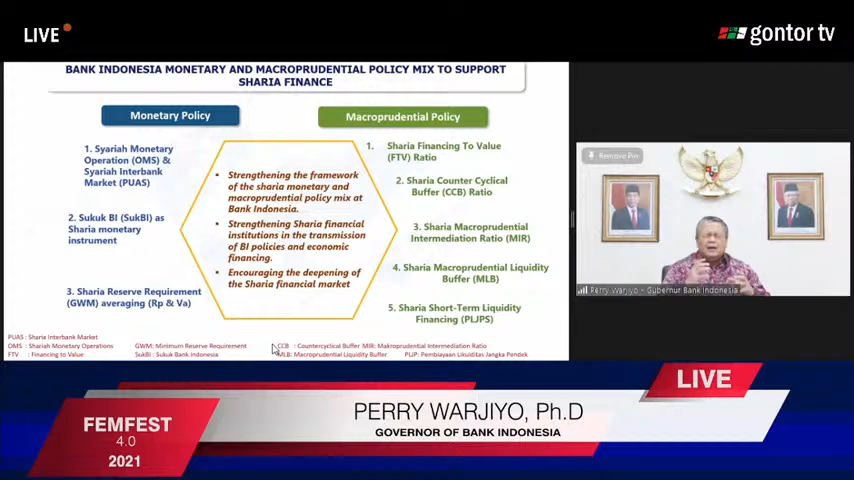 LIVE
gontor tv
BANK INDONESIA MONETARY AND MACROPRUDENTIAL POLICY MIX TO SUPPORT
SHARIA FINANCE
Monetary Policy
Macroprudential Policy
1. Syariah Monetary
Operation (OMS) &
Syariah Interbank
Market (PUAS)
2. Sukuk BI (SukBI) as
Sharia monetary
instrument
3. Sharia Reserve Requirement
(GWM) averaging (Rp & Va)
▪ Strengthening the framework
of the sharia monetary and
macroprudential policy mix at
Bank Indonesia.
▪ Strengthening Sharia financial
institutions in the transmission
of BI policies and economic
financing.
▪ Encouraging the deepening of
the Sharia financial market
1. Sharia Financing To Value
(FTV) Ratio
2. Sharia Counter Cyclical
Buffer (CCB) Ratio
3. Sharia Macroprudential
Intermediation Ratio (MIR)
4. Sharia Macroprudential Liquidity
Buffer (MLB)
5. Sharia Short-Term Liquidity
Financing (PLJPS)
PUAS : Sharia Interbank Market
OMS : Shariah Monetary Operations GWM: Minimum Reserve Requirement CCB : Countercyclical Buffer MIR: Makroprudential Intermediation Ratio
FTV : Financing to Value SukBI : Sukuk Bank Indonesia MLB: Macroprudential Liquidity Buffer PLJP : Pembiayaan Likuiditas Jangka Pendek
Remove Pin
Perry Warjiyo - Gubernur Bank Indonesia
LIVE
FEMFEST
4.0
2021
PERRY WARJIYO, Ph.D
GOVERNOR OF BANK INDONESIA